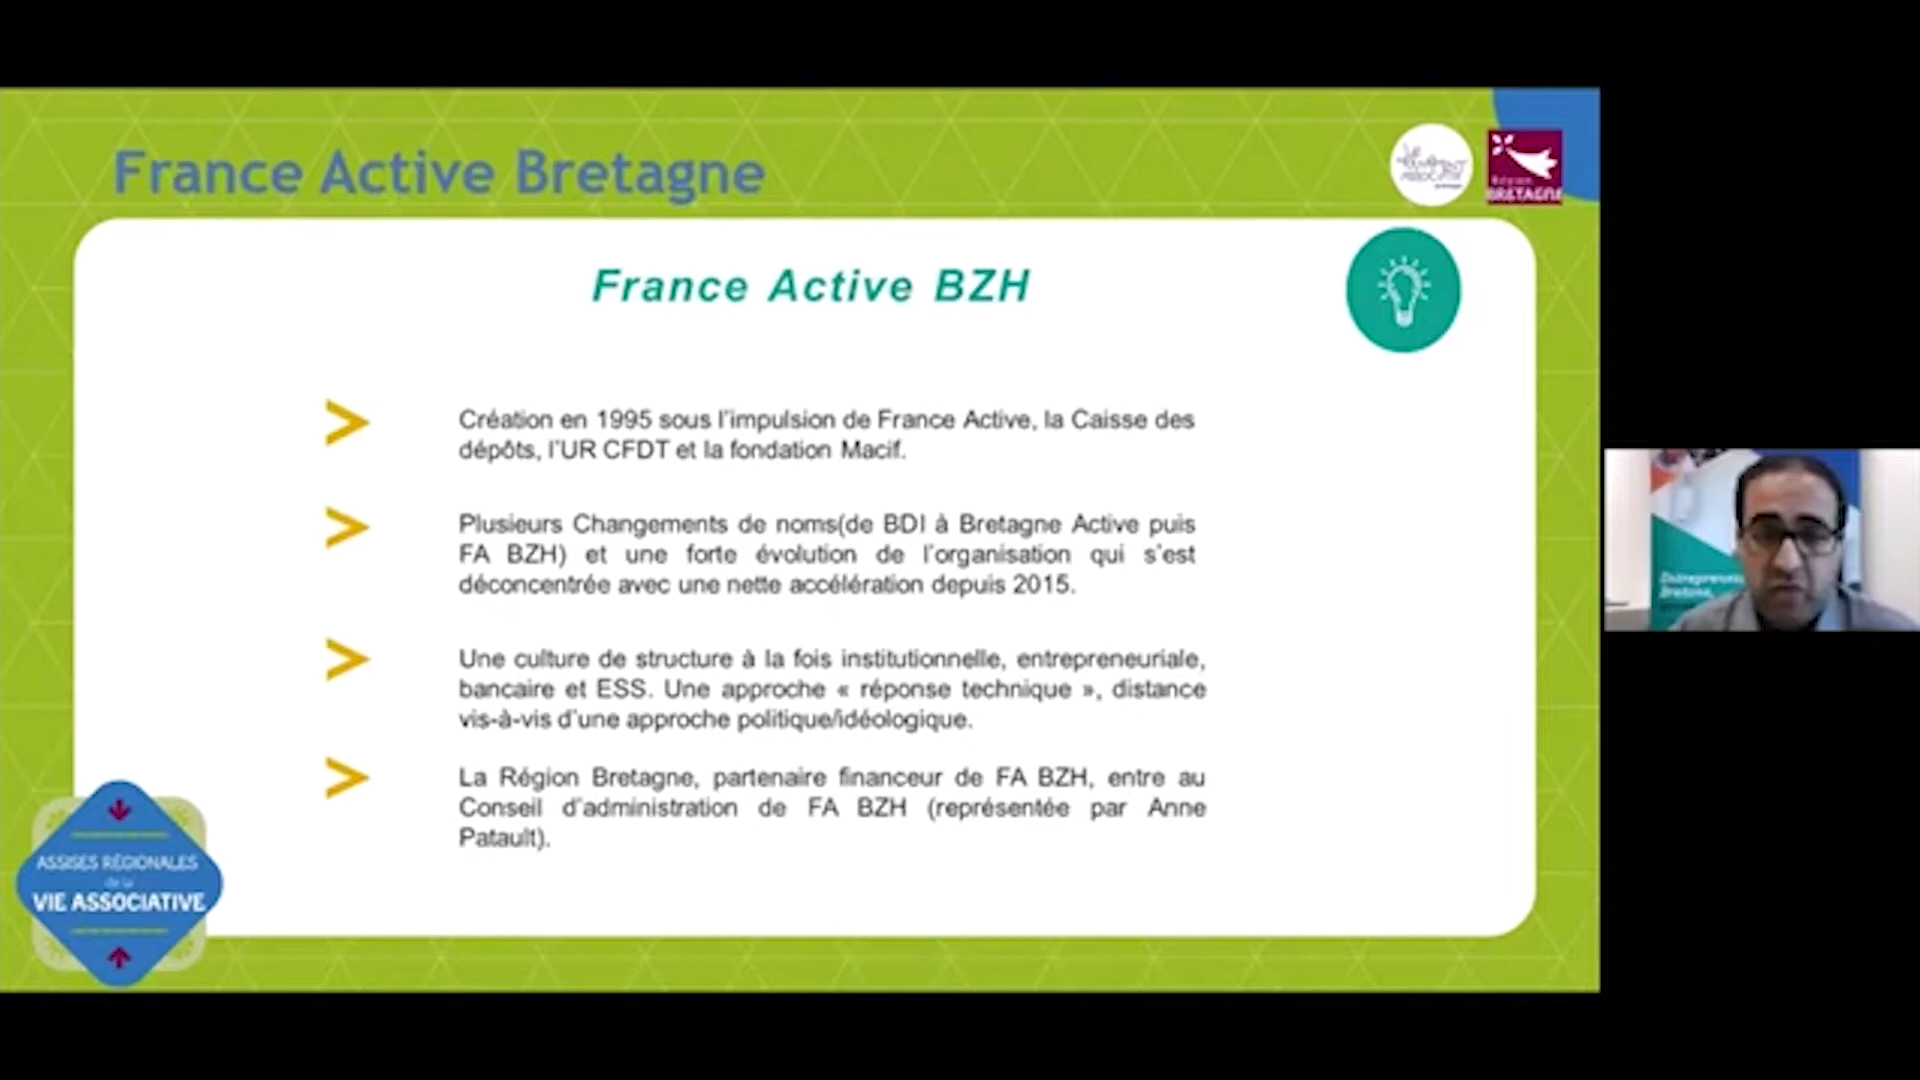 France Active Bretagne
BRETAGNE
France Active BZH
> Création en 1995 sous l'impulsion de France Active, la Caisse des
dépôts, l'UR CFDT et la fondation Macif.
> Plusieurs Changements de noms(de BDI à Bretagne Active puis
FA BZH) et une forte évolution de l'organisation qui s'est
déconcentrée avec une nette accélération depuis 2015.
> Une culture de structure à la fois institutionnelle, entrepreneuriale,
bancaire et ESS. Une approche « réponse technique », distance
vis-à-vis d'une approche politique/idéologique.
> La Région Bretagne, partenaire financeur de FA BZH, entre au
Conseil d'administration de FA BZH (représentée par Anne
Patault).
ASSISES RÉGIONALES
de la
VIE ASSOCIATIVE